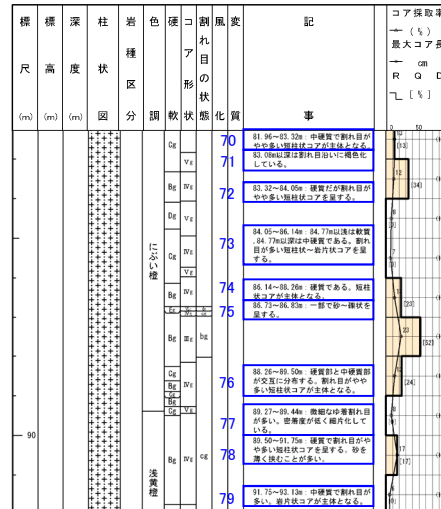 標 標 深 柱 岩 色 硬 コ 割 風 変 記 コア採取率
尺 高 度 状 種 ア れ (%)
区 形 目 最大コア長
(m) (m) (m) 図 分 調 軟 状 の状態 化 質 事 cm
R Q D
[%]
0 50
70 81.96~83.32m:中硬質で割れ目が
やや多い短柱状コアが主体となる。
71 83.08m以深は割れ目沿いに褐色化
している。
72 83.32~84.05m:硬質だが割れ目が
やや多い短柱状コアを呈する。
73 84.05~86.14m:84.77m以浅は軟質
,84.77m以深は中硬質である。割れ
目が多い短柱状~岩片状コアを呈
する。
74 86.14~88.26m:硬質である。短柱
状コアが主体となる。
75 86.73~86.83m:一部で砂~礫状を
呈する。
76 88.26~89.50m:硬質部と中硬質部
が交互に分布する。割れ目がやや
多い短柱状コアが主体となる。
77 89.27~89.44m:微細なゆ着割れ目が
多い。密着度が低く細片化して
いる。
78 89.50~91.75m:硬質で割れ目がや
や多い短柱状コアを呈する。砂を
薄く挟むことが多い。
79 91.75~93.13m:中硬質で割れ目が
多い。岩片状コアが主体となる。
にぶい橙
浅黄橙
90
Cg
Vg
Bg
IVg
Dg
Vg
Cg
IVg
Vg
Bg
IVg
Bg
IIIg
bg
Cg
Bg
IVg
Bg
Cg
Vg
Bg
IVg
cg
[13]
12
[34]
[23]
23
[52]
[24]
17
[17]